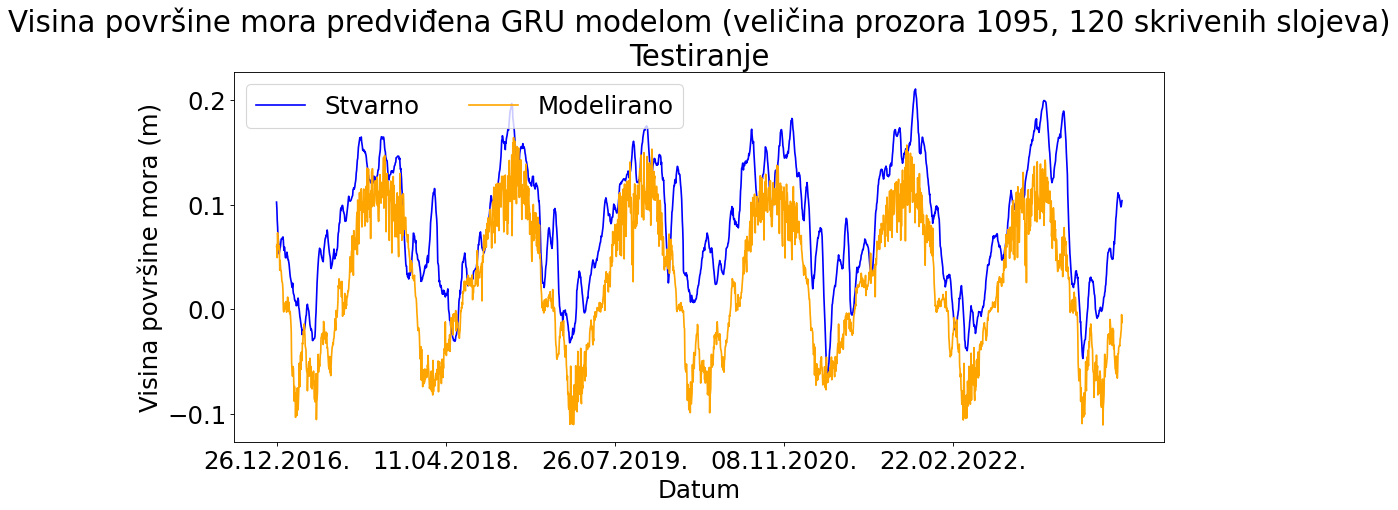 Visina površine mora predviđena GRU modelom (veličina prozora 1095, 120 skrivenih slojeva)
Testiranje
Stvarno
Modelirano
Visina površine mora (m)
0.2
0.1
0.0
−0.1
26.12.2016.
11.04.2018.
26.07.2019.
08.11.2020.
22.02.2022.
Datum